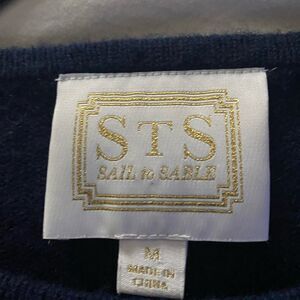 STS
SAIL to SABLE
M
MADE IN
CHINA